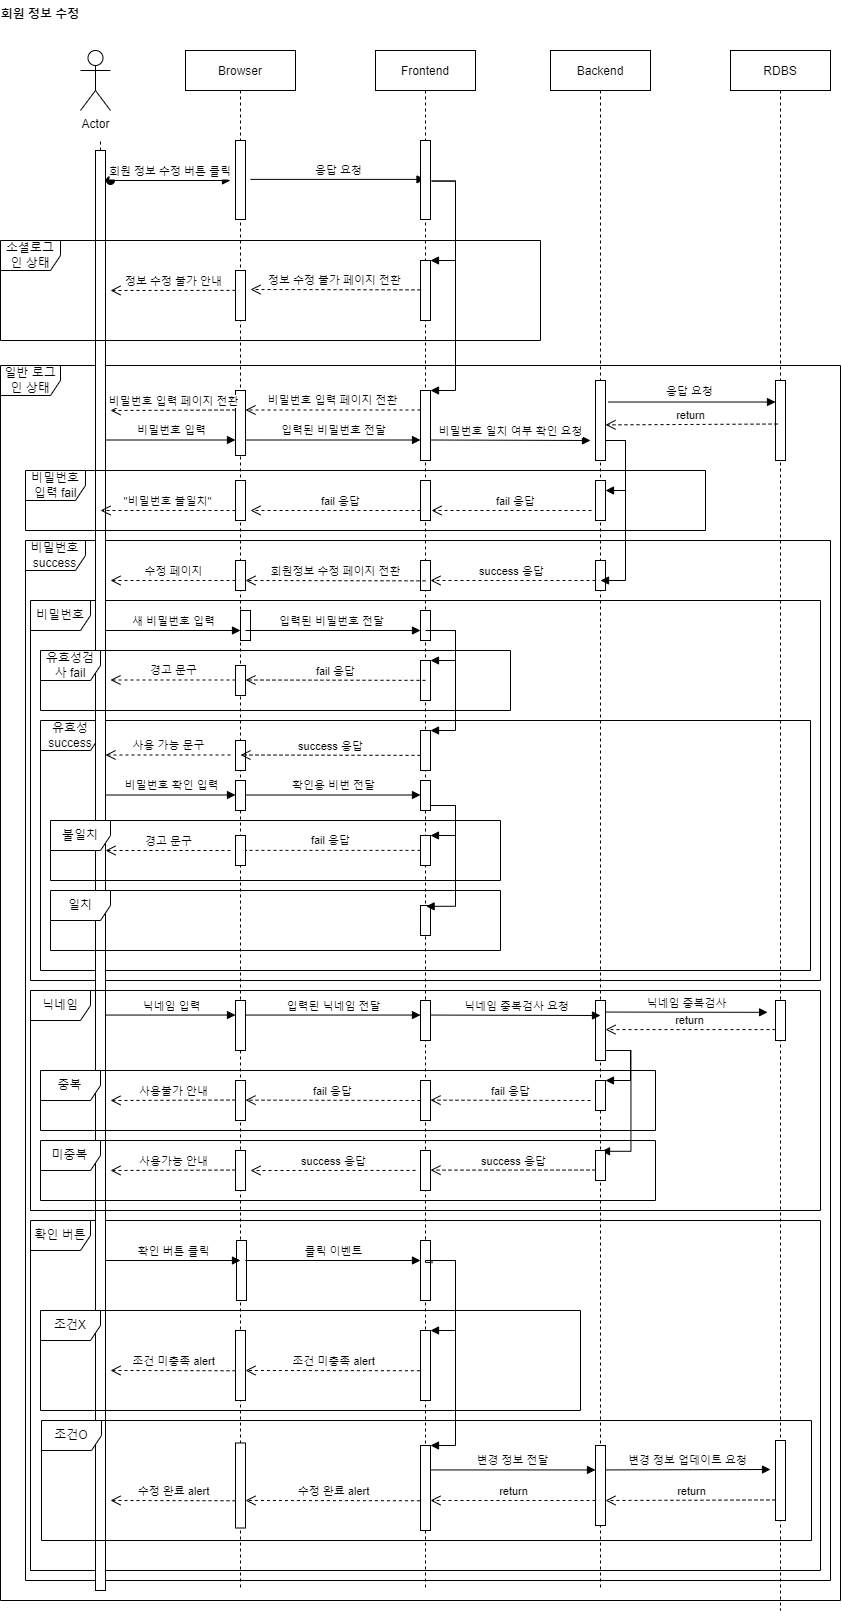 회원 정보 수정
Browser
Frontend
Backend
RDBS
Actor
회원 정보 수정 버튼 클릭
응답 요청
소셜로그
인 상태
정보 수정 불가 안내
정보 수정 불가 페이지 전환
일반 로그
인 상태
비밀번호 입력 페이지 전환
비밀번호 입력 페이지 전환
응답 요청
return
비밀번호 입력
입력된 비밀번호 전달
비밀번호 일치 여부 확인 요청
비밀번호
입력 fail
"비밀번호 불일치"
fail 응답
fail 응답
비밀번호
success
수정 페이지
회원정보 수정 페이지 전환
success 응답
비밀번호
새 비밀번호 입력
입력된 비밀번호 전달
유효성검
사 fail
경고 문구
fail 응답
유효성
success
사용 가능 문구
success 응답
비밀번호 확인 입력
확인용 비번 전달
불일치
경고 문구
fail 응답
일치
닉네임
닉네임 입력
입력된 닉네임 전달
닉네임 중복검사 요청
닉네임 중복검사
return
중복
사용불가 안내
fail 응답
fail 응답
미중복
사용가능 안내
success 응답
success 응답
확인 버튼
확인 버튼 클릭
클릭 이벤트
조건X
조건 미충족 alert
조건 미충족 alert
조건O
변경 정보 전달
변경 정보 업데이트 요청
수정 완료 alert
수정 완료 alert
return
return